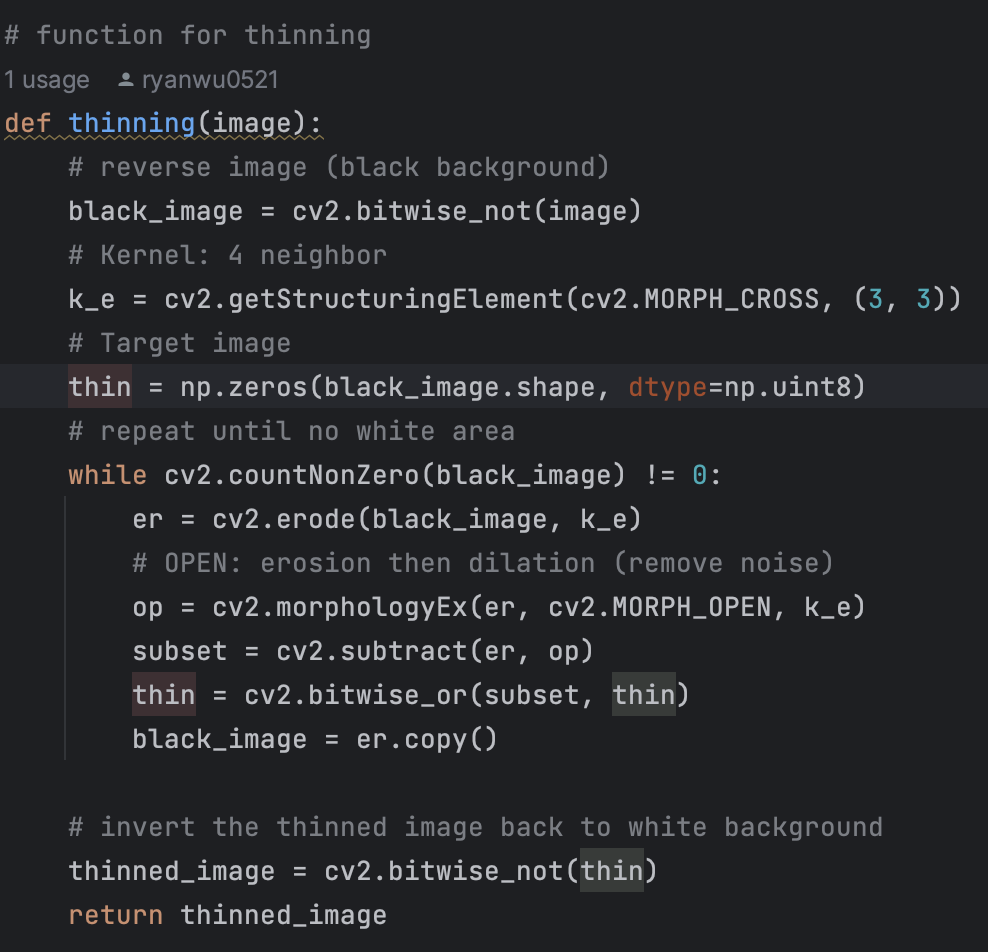 # function for thinning
1 usage ryanwu0521
def thinning(image):
    # reverse image (black background)
    black_image = cv2.bitwise_not(image)
    # Kernel: 4 neighbor
    k_e = cv2.getStructuringElement(cv2.MORPH_CROSS, (3, 3))
    # Target image
    thin = np.zeros(black_image.shape, dtype=np.uint8)
    # repeat until no white area
    while cv2.countNonZero(black_image) != 0:
        er = cv2.erode(black_image, k_e)
        # OPEN: erosion then dilation (remove noise)
        op = cv2.morphologyEx(er, cv2.MORPH_OPEN, k_e)
        subset = cv2.subtract(er, op)
        thin = cv2.bitwise_or(subset, thin)
        black_image = er.copy()
    # invert the thinned image back to white background
    thinned_image = cv2.bitwise_not(thin)
    return thinned_image